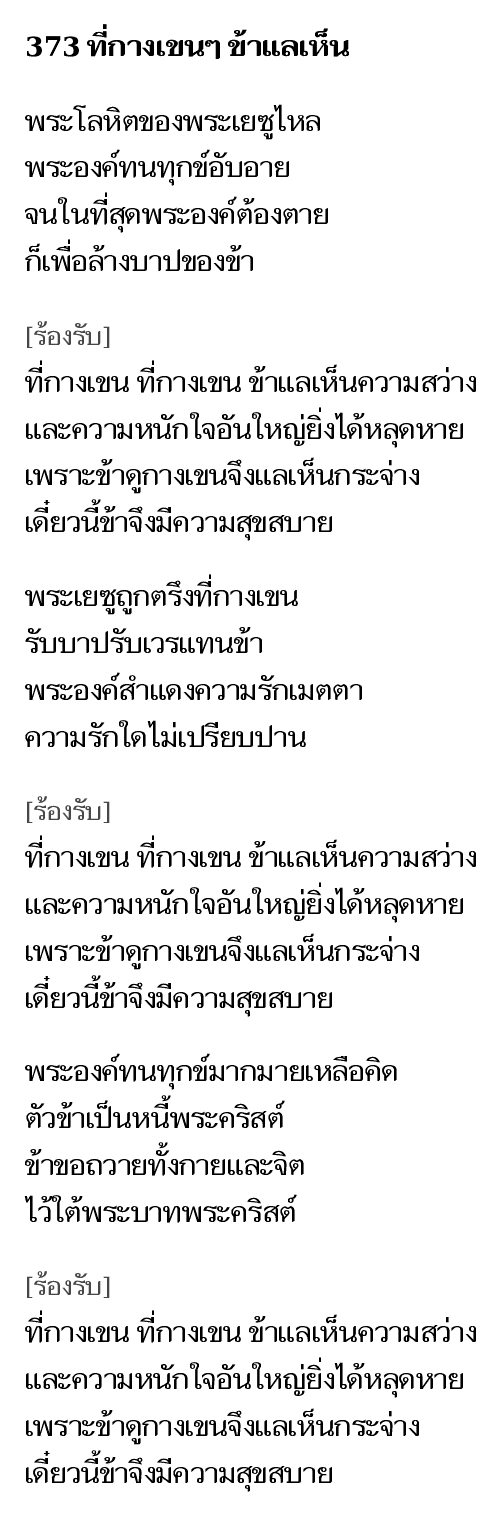 373 ที่กางเขนๆ ข้าแลเห็น
พระโลหิตของพระเยซูไหล
พระองค์ทนทุกข์อับอาย
จนในที่สุดพระองค์ต้องตาย
ก็เพื่อล้างบาปของข้า
[ร้องรับ]
ที่กางเขน ที่กางเขน ข้าแลเห็นความสว่าง
และความหนักใจอันใหญ่ยิ่งได้หลุดหาย
เพราะข้าดูกางเขนจึงแลเห็นกระจ่าง
เดี๋ยวนี้ข้าจึงมีความสุขสบาย
พระเยซูถูกตรึงที่กางเขน
รับบาปรับเวรแทนข้า
พระองค์สำแดงความรักเมตตา
ความรักใดไม่เปรียบปาน
[ร้องรับ]
ที่กางเขน ที่กางเขน ข้าแลเห็นความสว่าง
และความหนักใจอันใหญ่ยิ่งได้หลุดหาย
เพราะข้าดูกางเขนจึงแลเห็นกระจ่าง
เดี๋ยวนี้ข้าจึงมีความสุขสบาย
พระองค์ทนทุกข์มากมายเหลือคิด
ตัวข้าเป็นหนี้พระคริสต์
ข้าขอถวายทั้งกายและจิต
ไว้ใต้พระบาทพระคริสต์
[ร้องรับ]
ที่กางเขน ที่กางเขน ข้าแลเห็นความสว่าง
และความหนักใจอันใหญ่ยิ่งได้หลุดหาย
เพราะข้าดูกางเขนจึงแลเห็นกระจ่าง
เดี๋ยวนี้ข้าจึงมีความสุขสบาย